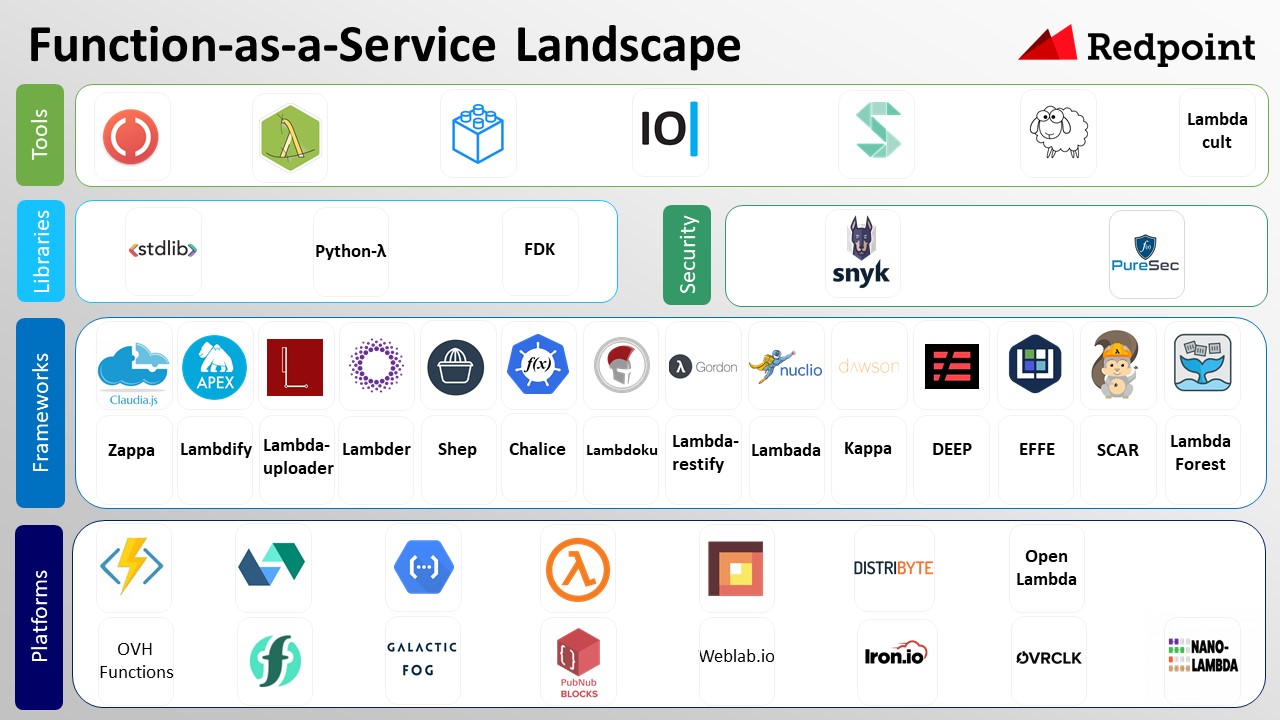 Function-as-a-Service Landscape
Redpoint
Tools
IO|
Lambda
cult
Libraries
<stdlib>
Python-λ
FDK
Security
snyk
PureSec
Frameworks
Claudia.js
APEX
f(x)
λ Gordon
nuclio
dawson
Zappa
Lambdify
Lambda-
uploader
Lambder
Shep
Chalice
Lambdoku
Lambda-
restify
Lambada
Kappa
DEEP
EFFE
SCAR
Lambda
Forest
Platforms
DISTRIBYTE
Open
Lambda
OVH
Functions
GALACTIC
FOG
PubNub
BLOCKS
Weblab.io
Iron.io
OVRCLK
NANO-
LAMBDA